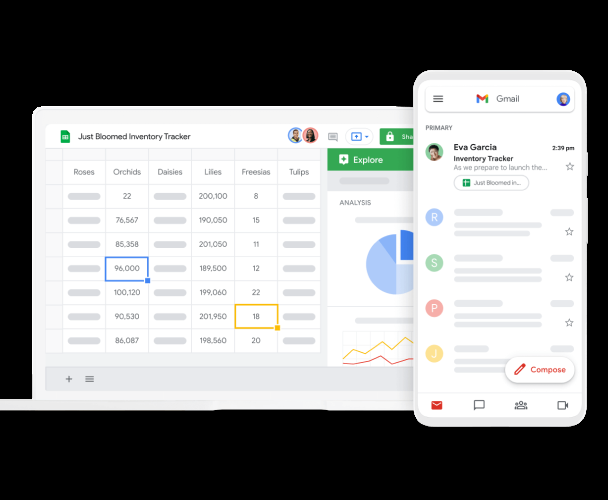 Just Bloomed Inventory Tracker
Explore
Roses Orchids Daisies Lilies Freesias Tulips
22 200,100 8
76,567 190,050 15
85,358 201,050 11
96,000 189,500 12
100,120 199,060 22
90,530 201,950 18
86,087 198,560 20
ANALYSIS
Gmail
PRIMARY
Eva Garcia 2:39 pm
Inventory Tracker
As we prepare to launch the...
Just Bloomed in...
R
S
P
J
Compose